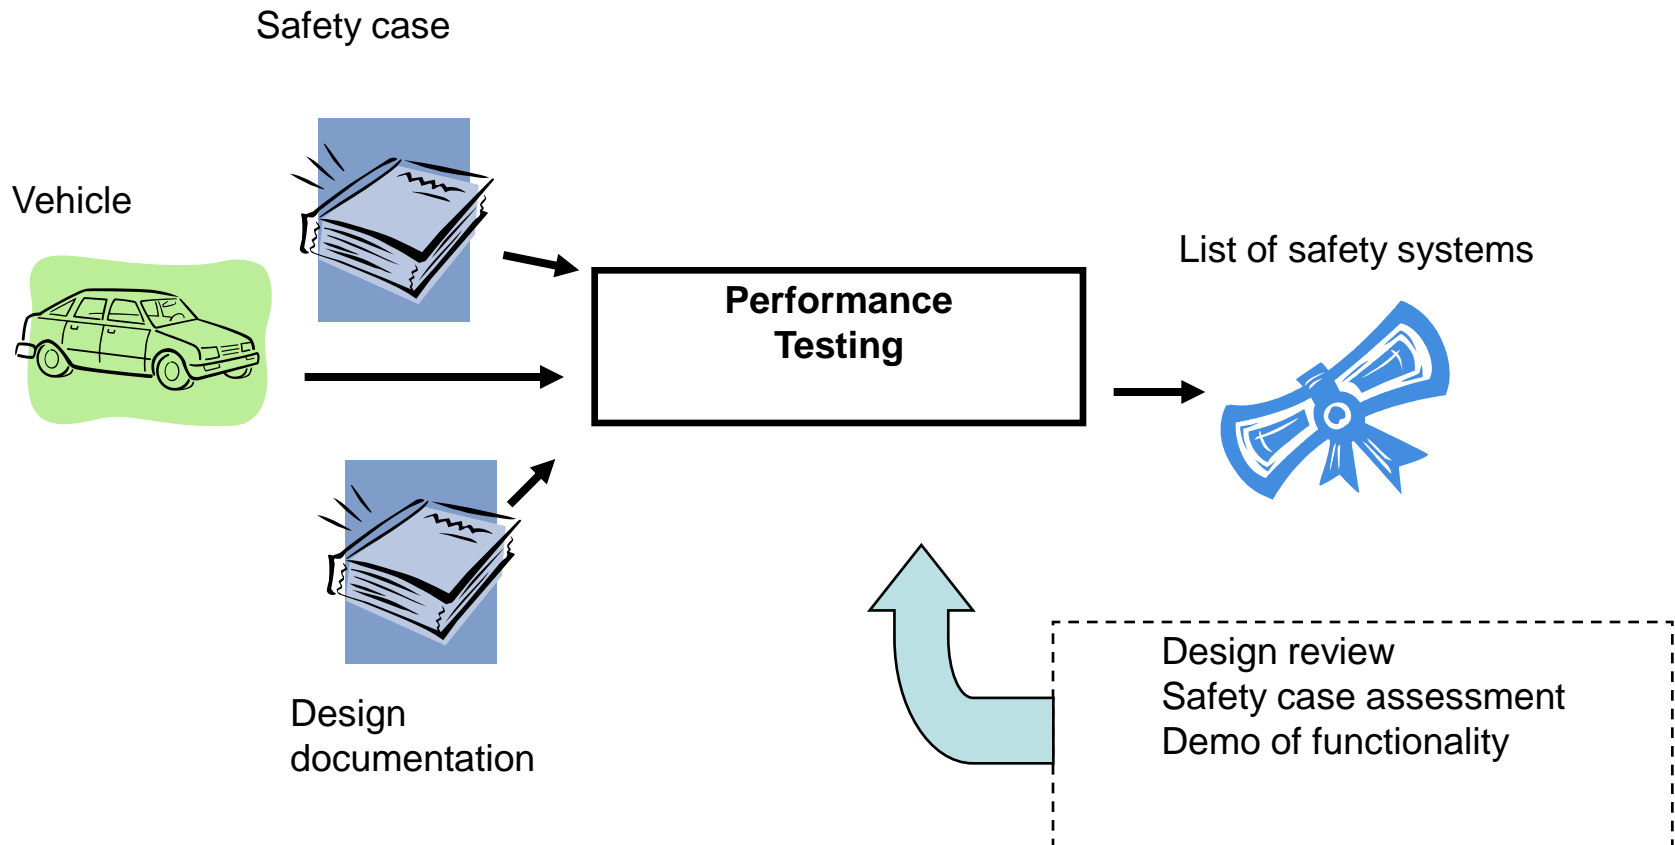 Safety case
Vehicle
List of safety systems
Performance
Testing
Design
documentation
Design review
Safety case assessment
Demo of functionality